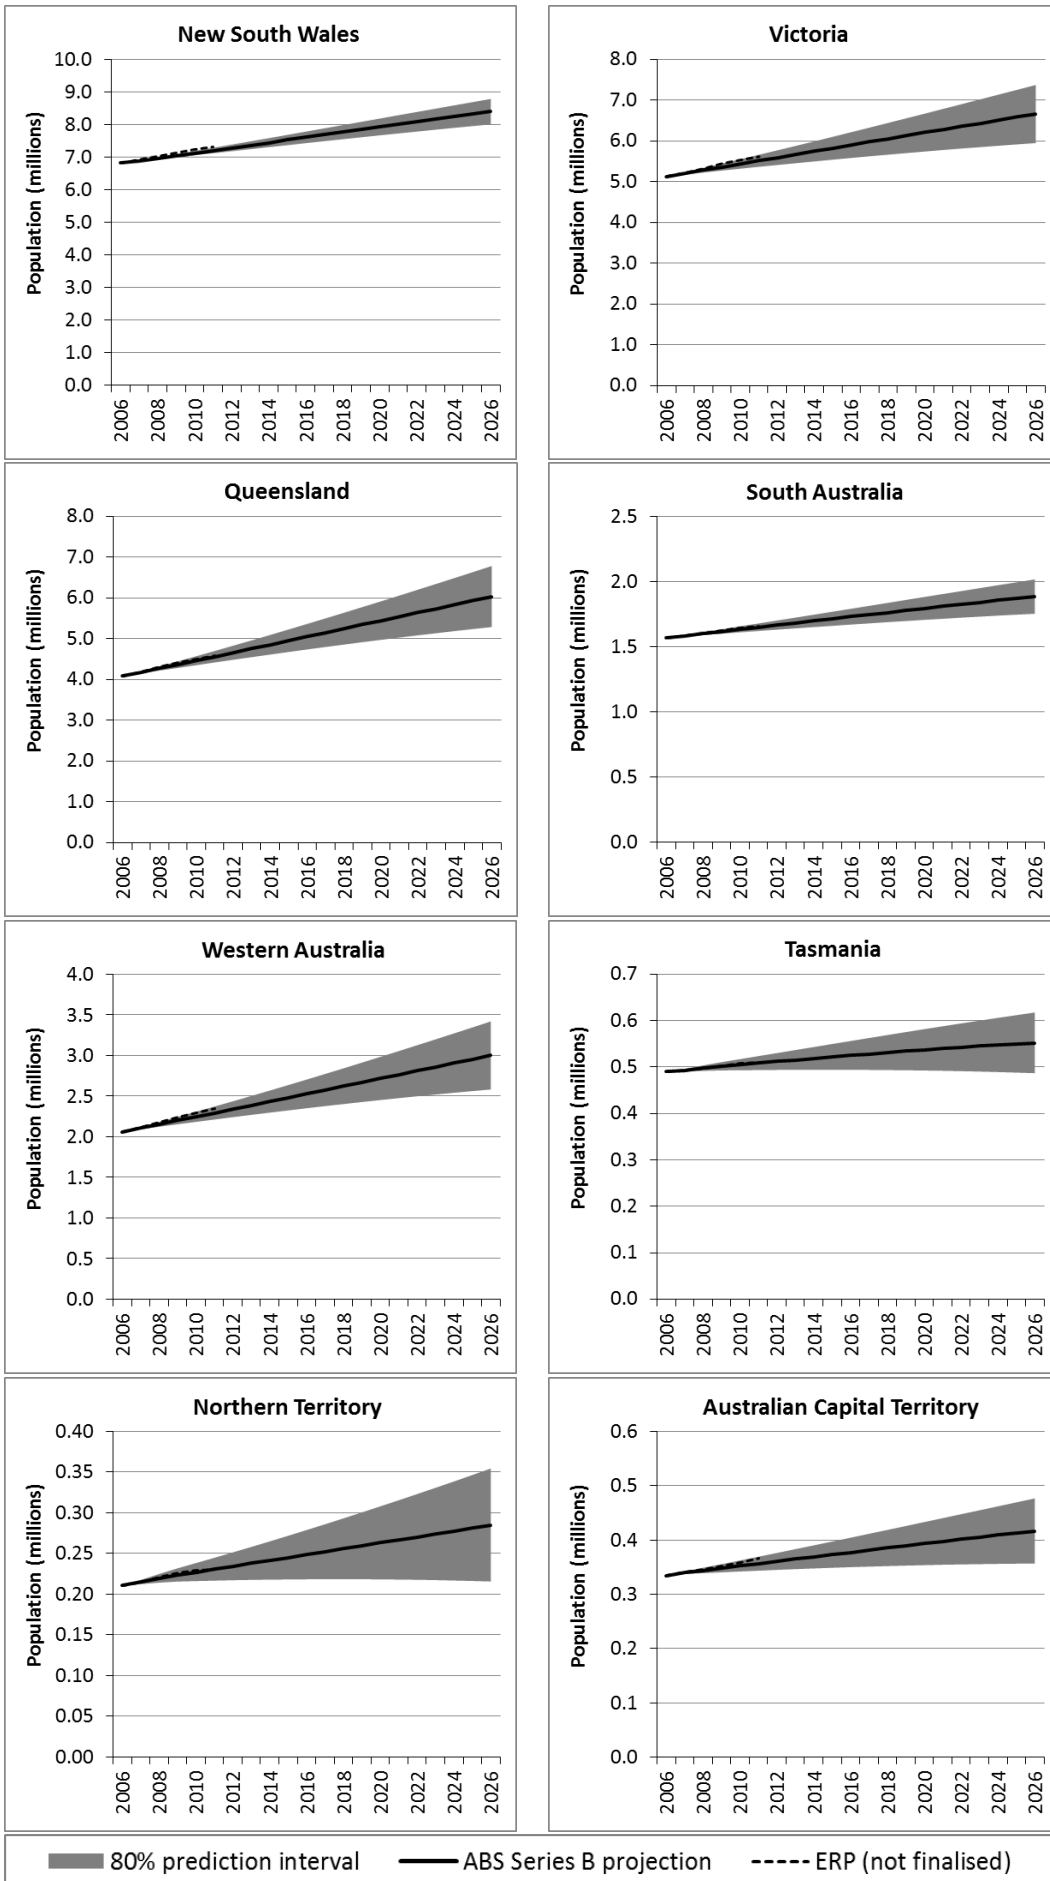 New South Wales
Population (millions)
10.0
9.0
8.0
7.0
6.0
5.0
4.0
3.0
2.0
1.0
0.0
2006 2008 2010 2012 2014 2016 2018 2020 2022 2024 2026
Victoria
Population (millions)
8.0
7.0
6.0
5.0
4.0
3.0
2.0
1.0
0.0
2006 2008 2010 2012 2014 2016 2018 2020 2022 2024 2026
Queensland
Population (millions)
8.0
7.0
6.0
5.0
4.0
3.0
2.0
1.0
0.0
2006 2008 2010 2012 2014 2016 2018 2020 2022 2024 2026
South Australia
Population (millions)
2.5
2.0
1.5
1.0
0.5
0.0
2006 2008 2010 2012 2014 2016 2018 2020 2022 2024 2026
Western Australia
Population (millions)
4.0
3.5
3.0
2.5
2.0
1.5
1.0
0.5
0.0
2006 2008 2010 2012 2014 2016 2018 2020 2022 2024 2026
Tasmania
Population (millions)
0.7
0.6
0.5
0.4
0.3
0.2
0.1
0.0
2006 2008 2010 2012 2014 2016 2018 2020 2022 2024 2026
Northern Territory
Population (millions)
0.40
0.35
0.30
0.25
0.20
0.15
0.10
0.05
0.00
2006 2008 2010 2012 2014 2016 2018 2020 2022 2024 2026
Australian Capital Territory
Population (millions)
0.6
0.5
0.4
0.3
0.2
0.1
0.0
2006 2008 2010 2012 2014 2016 2018 2020 2022 2024 2026
80% prediction interval ABS Series B projection ERP (not finalised)